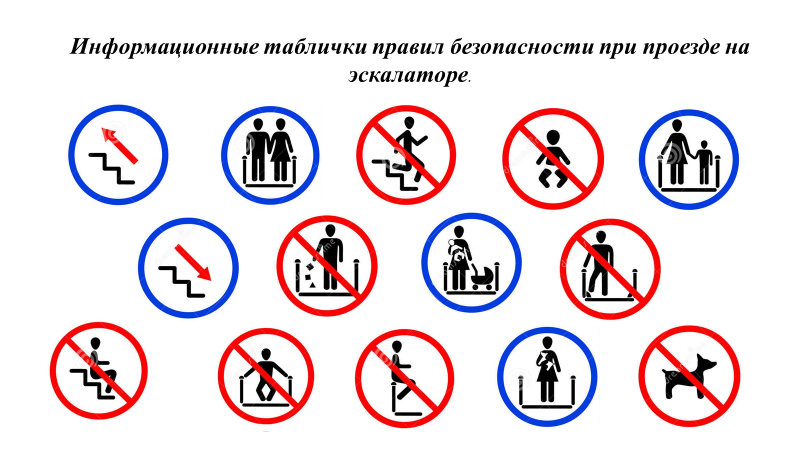 Информационные таблички правил безопасности при проезде на
эскалаторе.